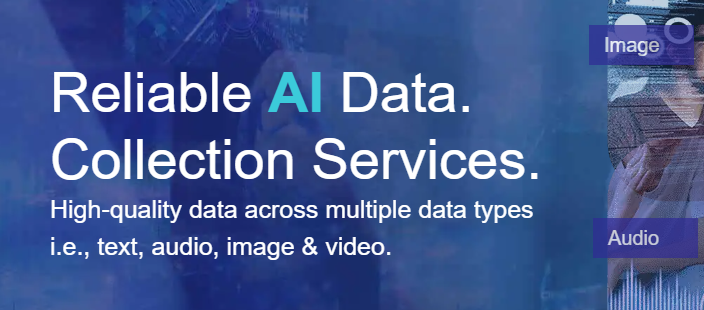 Reliable AI Data.
Collection Services.
High-quality data across multiple data types
i.e., text, audio, image & video.
Image
Audio